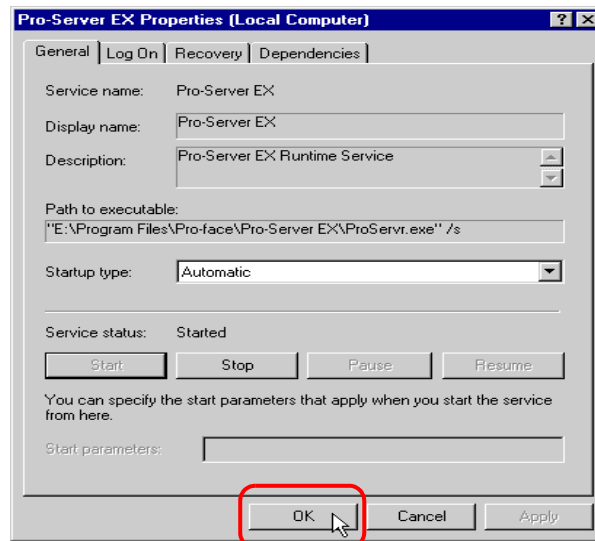 Pro-Server EX Properties (Local Computer)
General Log On Recovery Dependencies
Service name: Pro-Server EX
Display name: Pro-Server EX
Description: Pro-Server EX Runtime Service
Path to executable:
"E:\Program Files\Pro-face\Pro-Server EX\ProServr.exe" /s
Startup type: Automatic
Service status: Started
Start Stop Pause Resume
You can specify the start parameters that apply when you start the service
from here.
Start parameters:
OK Cancel Apply